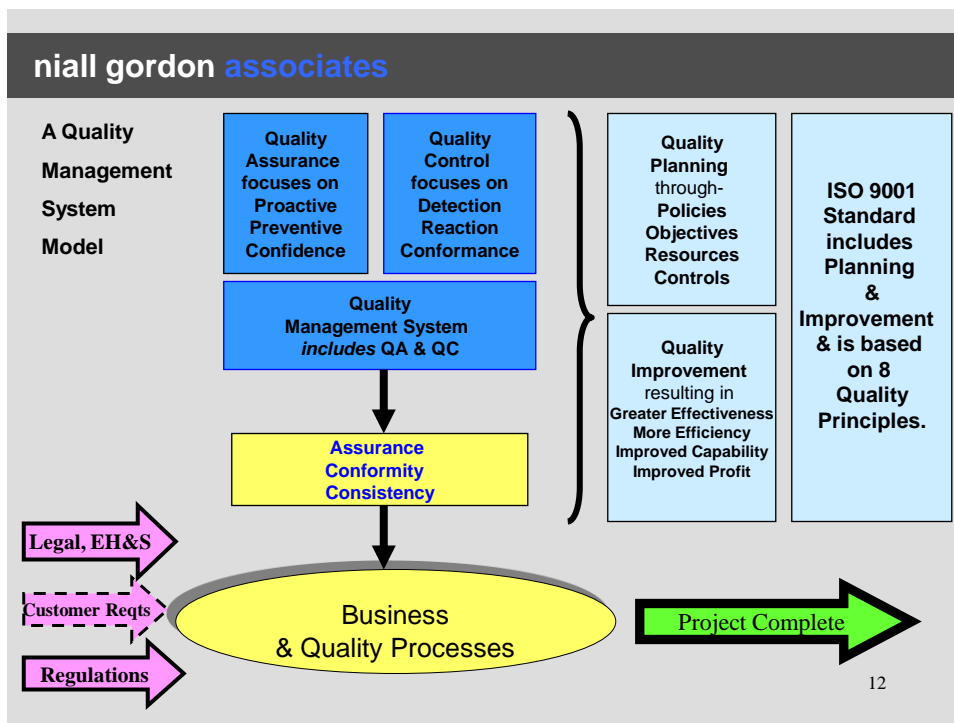 niall gordon associates
A Quality
Management
System
Model
Quality
Assurance
focuses on
Proactive
Preventive
Confidence
Quality
Control
focuses on
Detection
Reaction
Conformance
Quality
Management System
includes QA & QC
Assurance
Conformity
Consistency
Quality
Planning
through-
Policies
Objectives
Resources
Controls
Quality
Improvement
resulting in
Greater Effectiveness
More Efficiency
Improved Capability
Improved Profit
ISO 9001
Standard
includes
Planning
&
Improvement
& is based
on 8
Quality
Principles.
Legal, EH&S
Customer Reqts
Regulations
Business
& Quality Processes
Project Complete
12